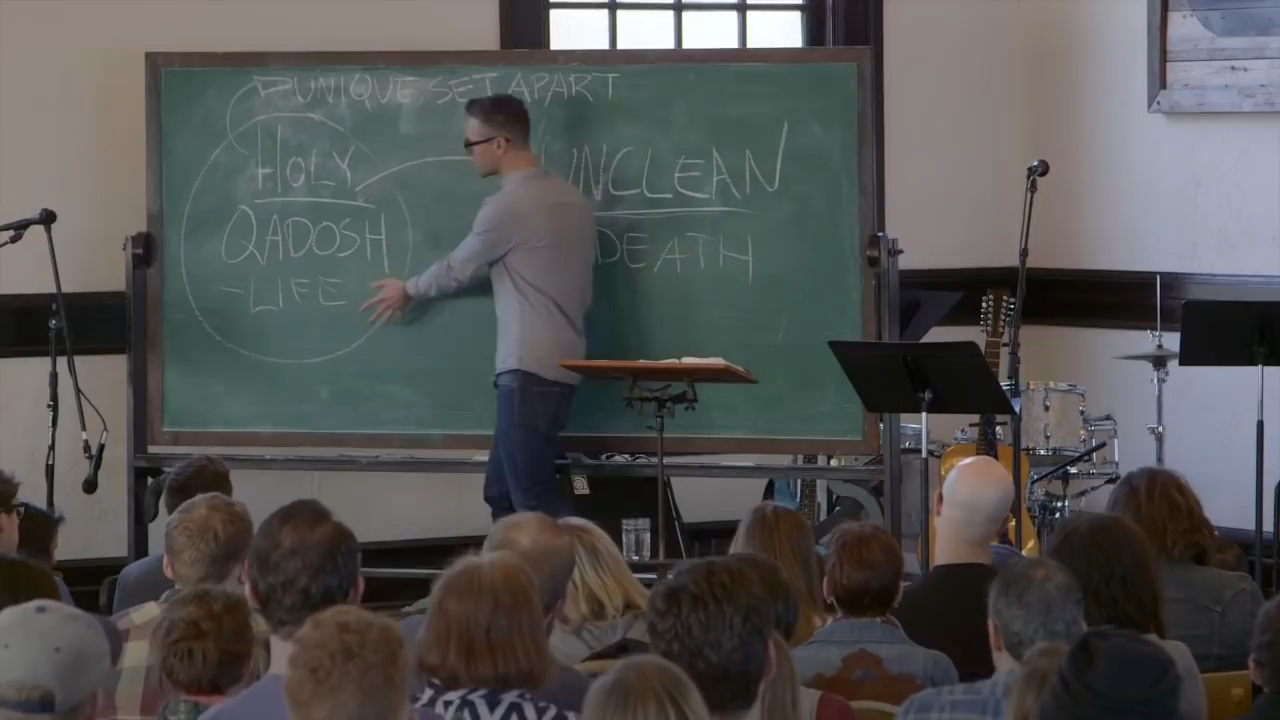 UNIQUE, SET APART
HOLY
QADOSH
-LIFE
UNCLEAN
DEATH